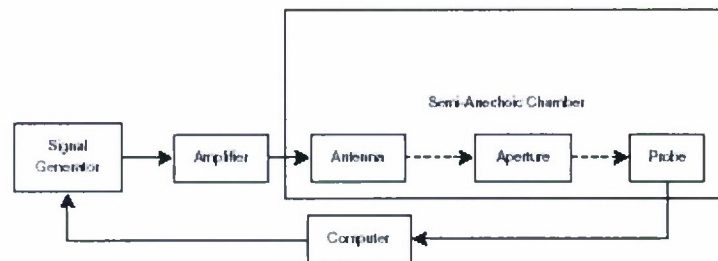 Semi-Anechoic Chamber
Signal
Generator
Amplifier
Antenna
Aperture
Probe
Computer